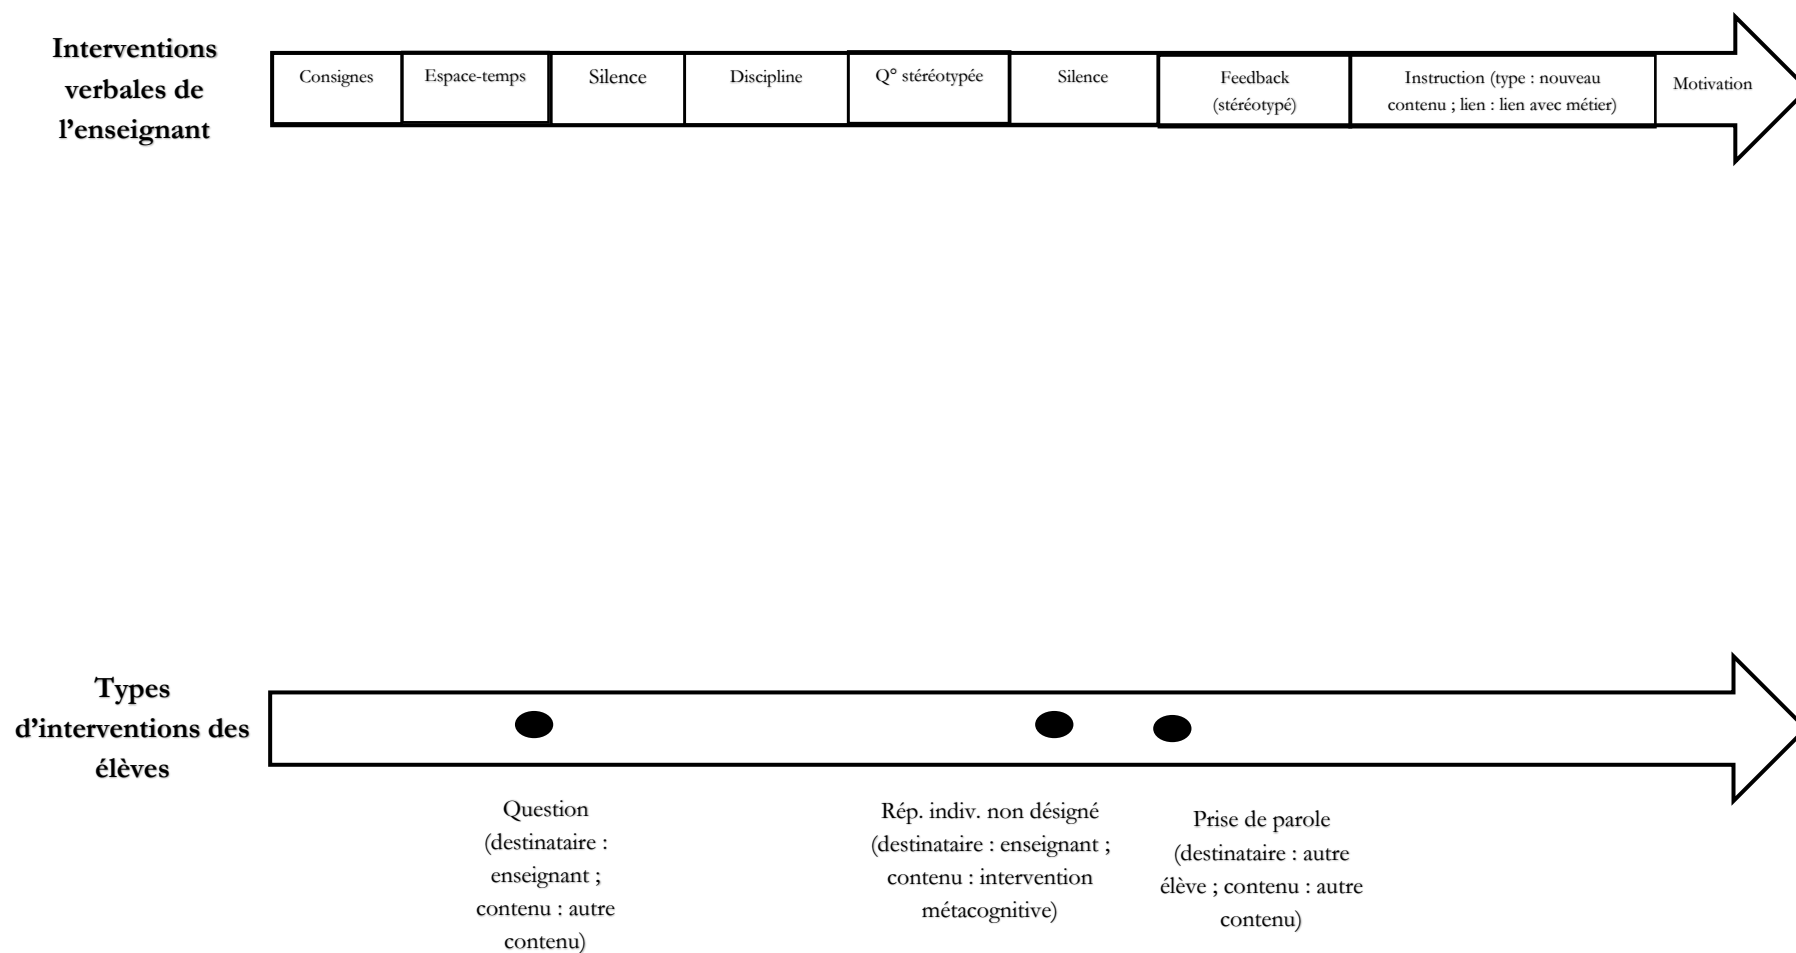 Interventions
verbales de
l’enseignant
Consignes
Espace-temps
Silence
Discipline
Q° stéréotypée
Silence
Feedback
(stéréotypé)
Instruction (type : nouveau
contenu ; lien : lien avec métier)
Motivation
Types
d’interventions des
élèves
Question
(destinataire :
enseignant ;
contenu : autre
contenu)
Rép. indiv. non désigné
(destinataire : enseignant ;
contenu : intervention
métacognitive)
Prise de parole
(destinataire : autre
élève ; contenu : autre
contenu)